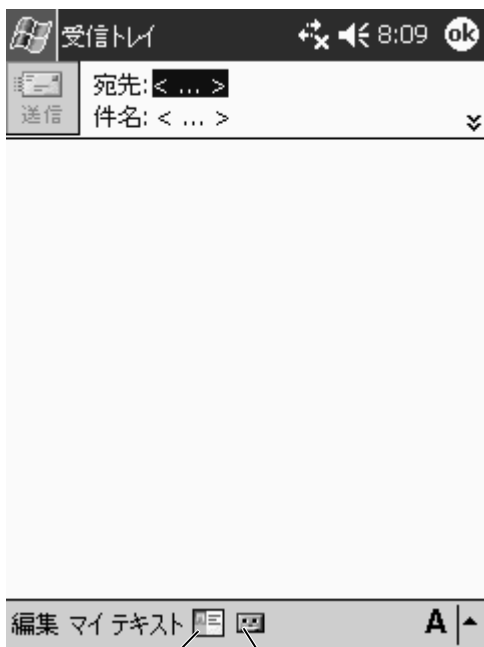 受信トレイ 8:09 ok
送信
宛先: < ... >
件名: < ... >
編集 マイ テキスト A